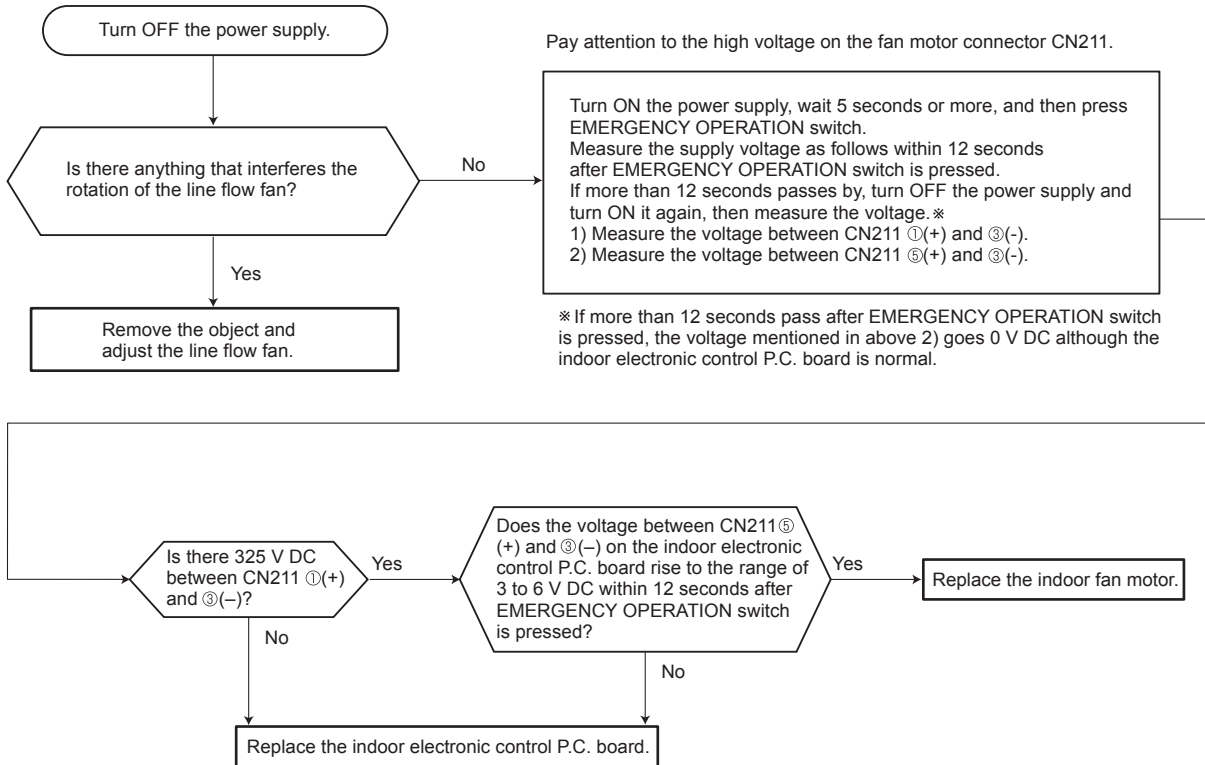 Turn OFF the power supply.
Is there anything that interferes the
rotation of the line flow fan?
No
Yes
Remove the object and
adjust the line flow fan.
Pay attention to the high voltage on the fan motor connector CN211.
Turn ON the power supply, wait 5 seconds or more, and then press
EMERGENCY OPERATION switch.
Measure the supply voltage as follows within 12 seconds
after EMERGENCY OPERATION switch is pressed.
If more than 12 seconds passes by, turn OFF the power supply and
turn ON it again, then measure the voltage.※
1) Measure the voltage between CN211 ①(+) and ③(-).
2) Measure the voltage between CN211 ⑤(+) and ③(-).
※ If more than 12 seconds pass after EMERGENCY OPERATION switch
is pressed, the voltage mentioned in above 2) goes 0 V DC although the
indoor electronic control P.C. board is normal.
Is there 325 V DC
between CN211 ①(+)
and ③(–)?
Yes
No
Does the voltage between CN211⑤
(+) and ③(–) on the indoor electronic
control P.C. board rise to the range of
3 to 6 V DC within 12 seconds after
EMERGENCY OPERATION switch
is pressed?
Yes
No
Replace the indoor fan motor.
Replace the indoor electronic control P.C. board.